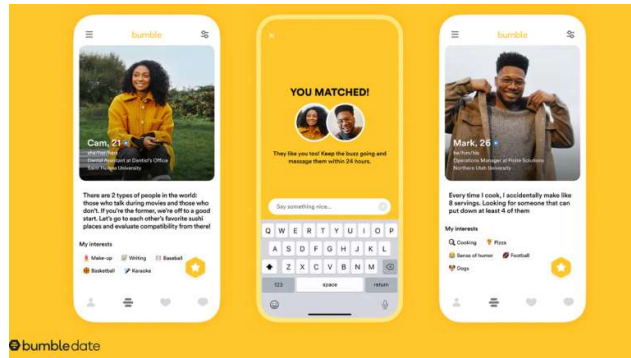 bumble
Cam, 21
she/her/hers
Dental Assistant at Dentist's Office
University
There are 2 types of people in the world:
those who talk during movies and those who
don't. If you're the former, we're off to a good
start. Let's go to each other's favorite sushi
places and evaluate compatibility from there!
My interests
Make-up Writing Baseball
Basketball Karaoke
YOU MATCHED!
They like you too! Keep the buzz going and
massage them within 24 hours.
Say something nice...
Q W E R T Y U I O P
A S D F G H J K L
Z X C V B N M
123 space return
bumble
Mark, 26
Operations Manager at Solutions
Northern Utah University
Every time I cook, I accidentally make like
8 servings. Looking for someone that can
put down at least 4 of them
My interests
Cooking Pizza
Sense of humor Football
Dogs
bumble date